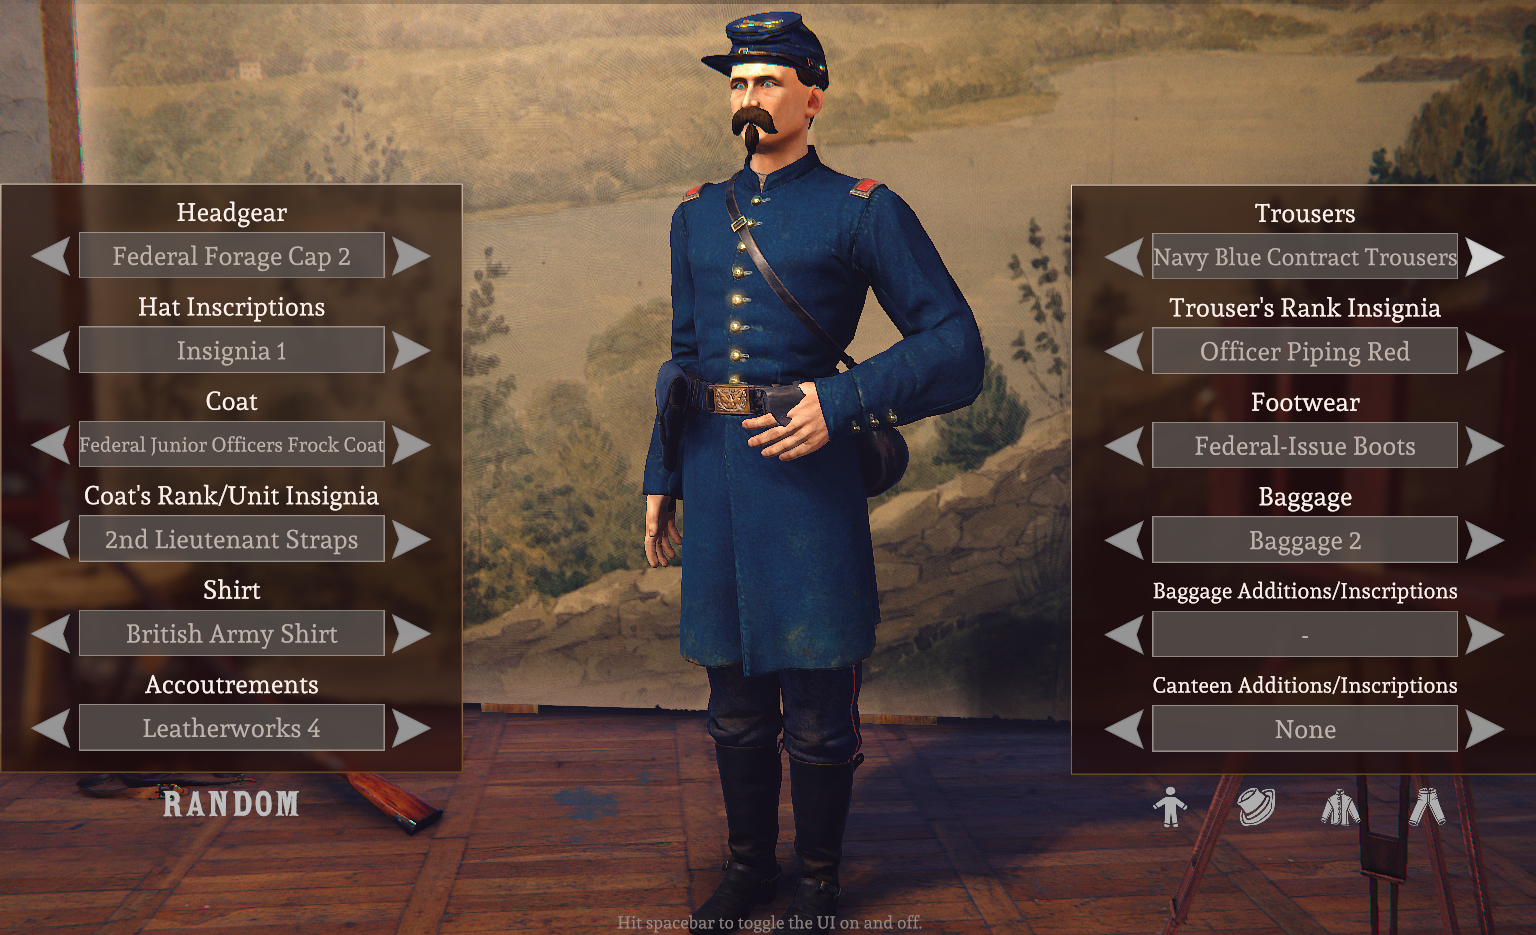 Headgear
Federal Forage Cap 2
Hat Inscriptions
Insignia 1
Coat
Federal Junior Officers Frock Coat
Coat's Rank/Unit Insignia
2nd Lieutenant Straps
Shirt
British Army Shirt
Accoutrements
Leatherworks 4
RANDOM
Trousers
Navy Blue Contract Trousers
Trouser's Rank Insignia
Officer Piping Red
Footwear
Federal-Issue Boots
Baggage
Baggage 2
Baggage Additions/Inscriptions
-
Canteen Additions/Inscriptions
None
Hit spacebar to toggle the UI on and off.